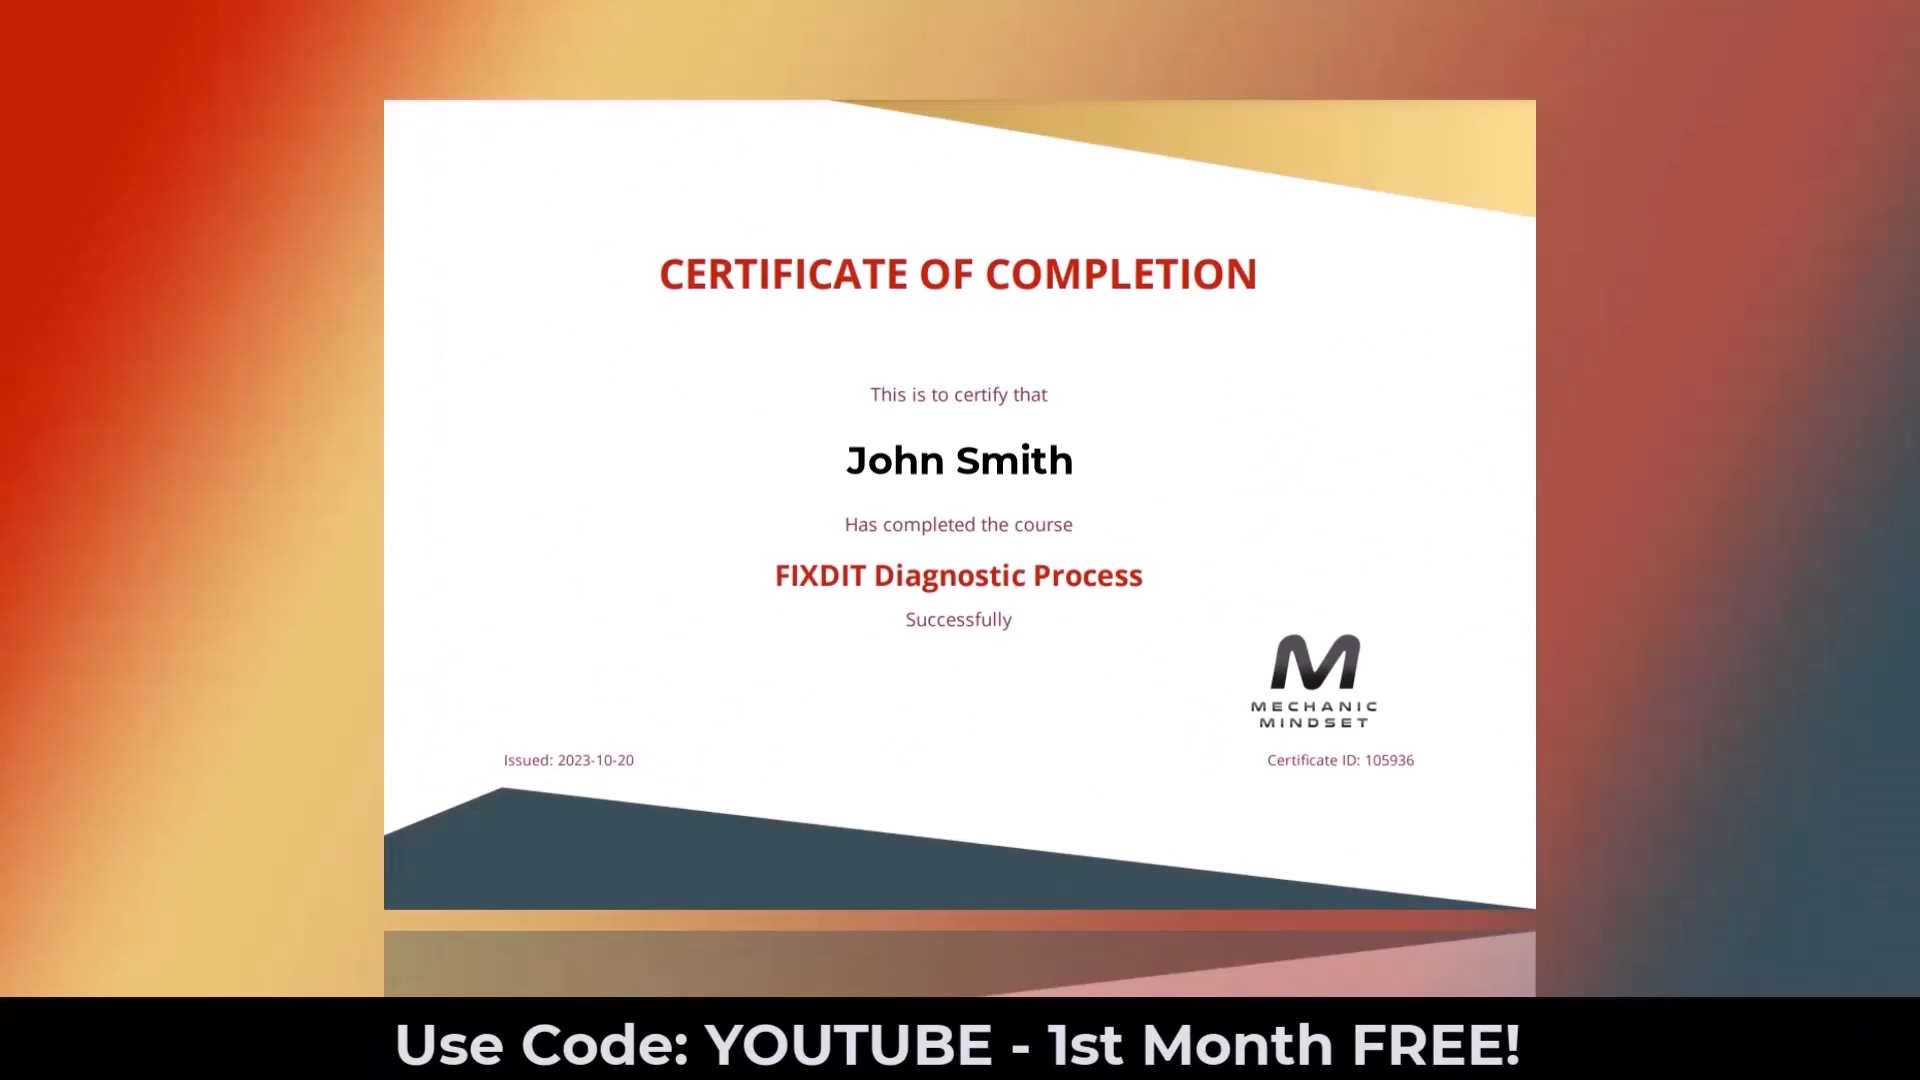 CERTIFICATE OF COMPLETION
This is to certify that
John Smith
Has completed the course
FIXDIT Diagnostic Process
Successfully
MECHANIC
MINDSET
Issued: 2023-10-20
Certificate ID: 105936
Use Code: YOUTUBE - 1st Month FREE!